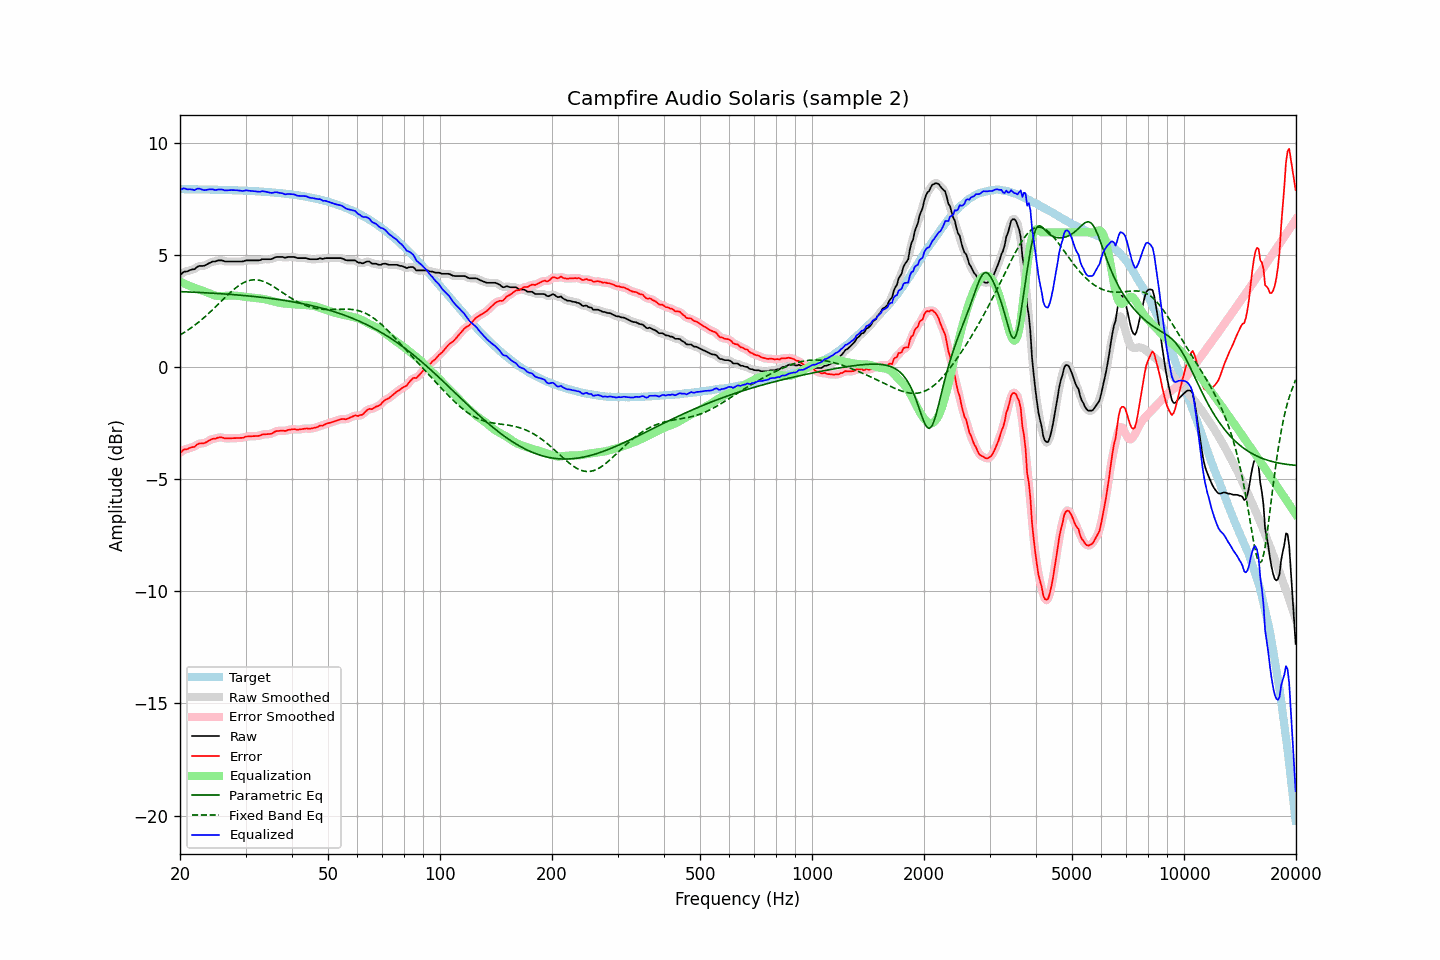 Campfire Audio Solaris (sample 2)
10
5
0
−5
−10
−15
−20
Amplitude (dBr)
Target
Raw Smoothed
Error Smoothed
Raw
Error
Equalization
Parametric Eq
Fixed Band Eq
Equalized
20 50 100 200 500 1000 2000 5000 10000 20000
Frequency (Hz)